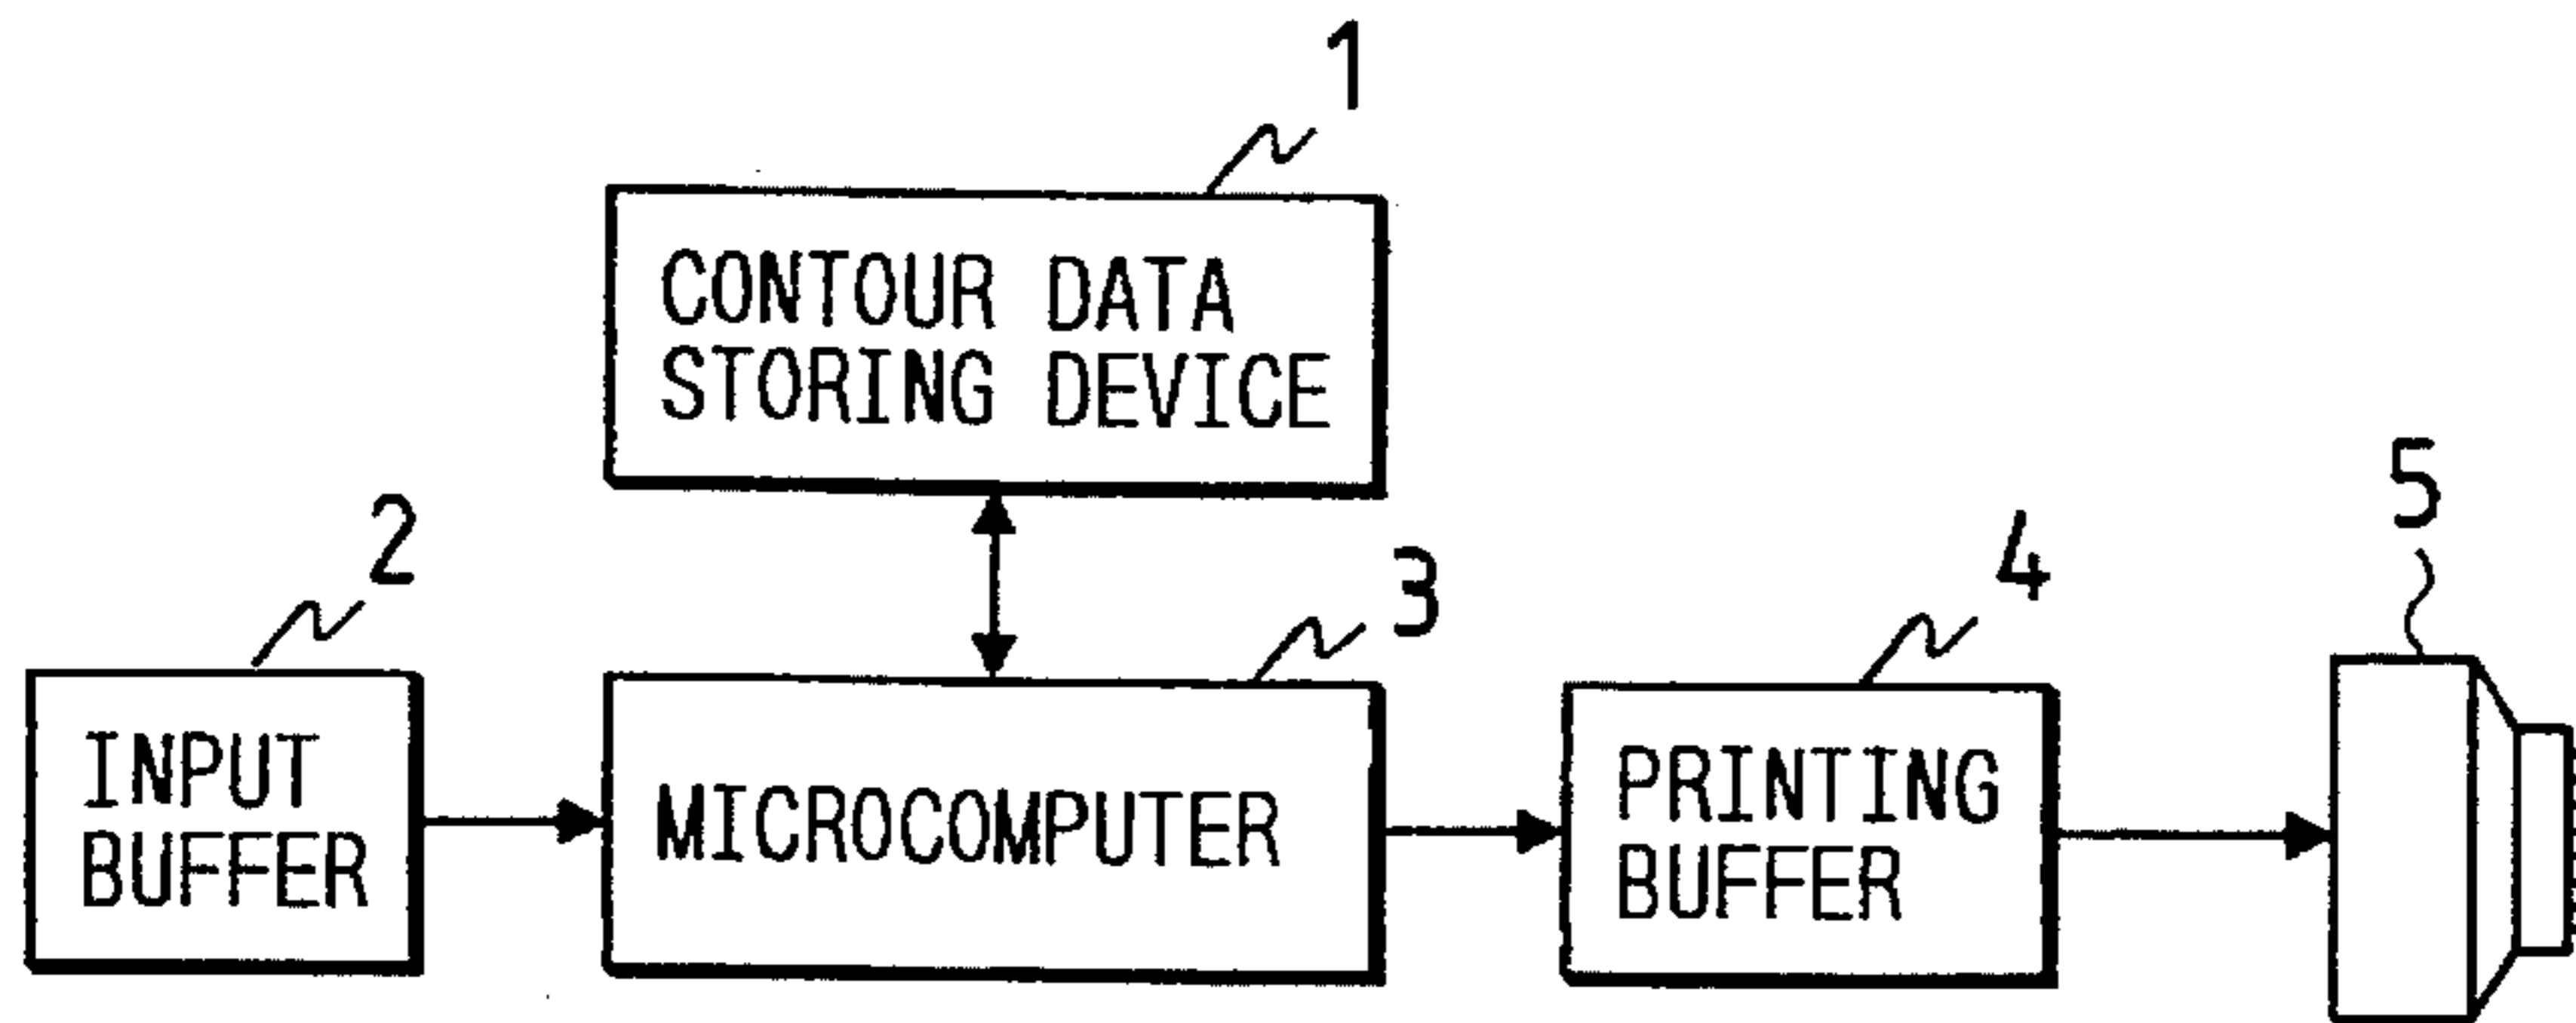 1
CONTOUR DATA
STORING DEVICE
2
INPUT
BUFFER
3
MICROCOMPUTER
4
PRINTING
BUFFER
5